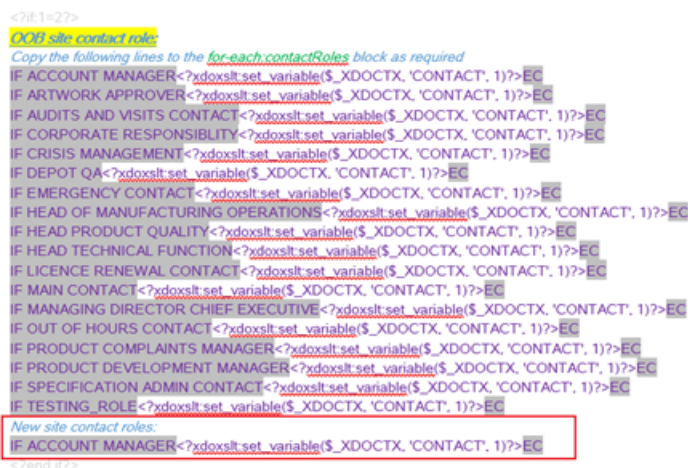 <?if:1=2?>
OOB site contact role:
Copy the following lines to the for-each:contactRoles block as required
IF ACCOUNT MANAGER<?xdoxslt:set_variable($_XDOCTX, 'CONTACT', 1)?>EC
IF ARTWORK APPROVER<?xdoxslt:set_variable($_XDOCTX, 'CONTACT', 1)?>EC
IF AUDITS AND VISITS CONTACT<?xdoxslt:set_variable($_XDOCTX, 'CONTACT', 1)?>EC
IF CORPORATE RESPONSIBLITY<?xdoxslt:set_variable($_XDOCTX, 'CONTACT', 1)?>EC
IF CRISIS MANAGEMENT<?xdoxslt:set_variable($_XDOCTX, 'CONTACT', 1)?>EC
IF DEPOT QA<?xdoxslt:set_variable($_XDOCTX, 'CONTACT', 1)?>EC
IF EMERGENCY CONTACT<?xdoxslt:set_variable($_XDOCTX, 'CONTACT', 1)?>EC
IF HEAD OF MANUFACTURING OPERATIONS<?xdoxslt:set_variable($_XDOCTX, 'CONTACT', 1)?>EC
IF HEAD PRODUCT QUALITY<?xdoxslt:set_variable($_XDOCTX, 'CONTACT', 1)?>EC
IF HEAD TECHNICAL FUNCTION<?xdoxslt:set_variable($_XDOCTX, 'CONTACT', 1)?>EC
IF LICENCE RENEWAL CONTACT<?xdoxslt:set_variable($_XDOCTX, 'CONTACT', 1)?>EC
IF MAIN CONTACT<?xdoxslt:set_variable($_XDOCTX, 'CONTACT', 1)?>EC
IF MANAGING DIRECTOR CHIEF EXECUTIVE<?xdoxslt:set_variable($_XDOCTX, 'CONTACT', 1)?>EC
IF OUT OF HOURS CONTACT<?xdoxslt:set_variable($_XDOCTX, 'CONTACT', 1)?>EC
IF PRODUCT COMPLAINTS MANAGER<?xdoxslt:set_variable($_XDOCTX, 'CONTACT', 1)?>EC
IF PRODUCT DEVELOPMENT MANAGER<?xdoxslt:set_variable($_XDOCTX, 'CONTACT', 1)?>EC
IF SPECIFICATION ADMIN CONTACT<?xdoxslt:set_variable($_XDOCTX, 'CONTACT', 1)?>EC
IF TESTING_ROLE<?xdoxslt:set_variable($_XDOCTX, 'CONTACT', 1)?>EC
New site contact roles:
IF ACCOUNT MANAGER<?xdoxslt:set_variable($_XDOCTX, 'CONTACT', 1)?>EC
<?end if?>